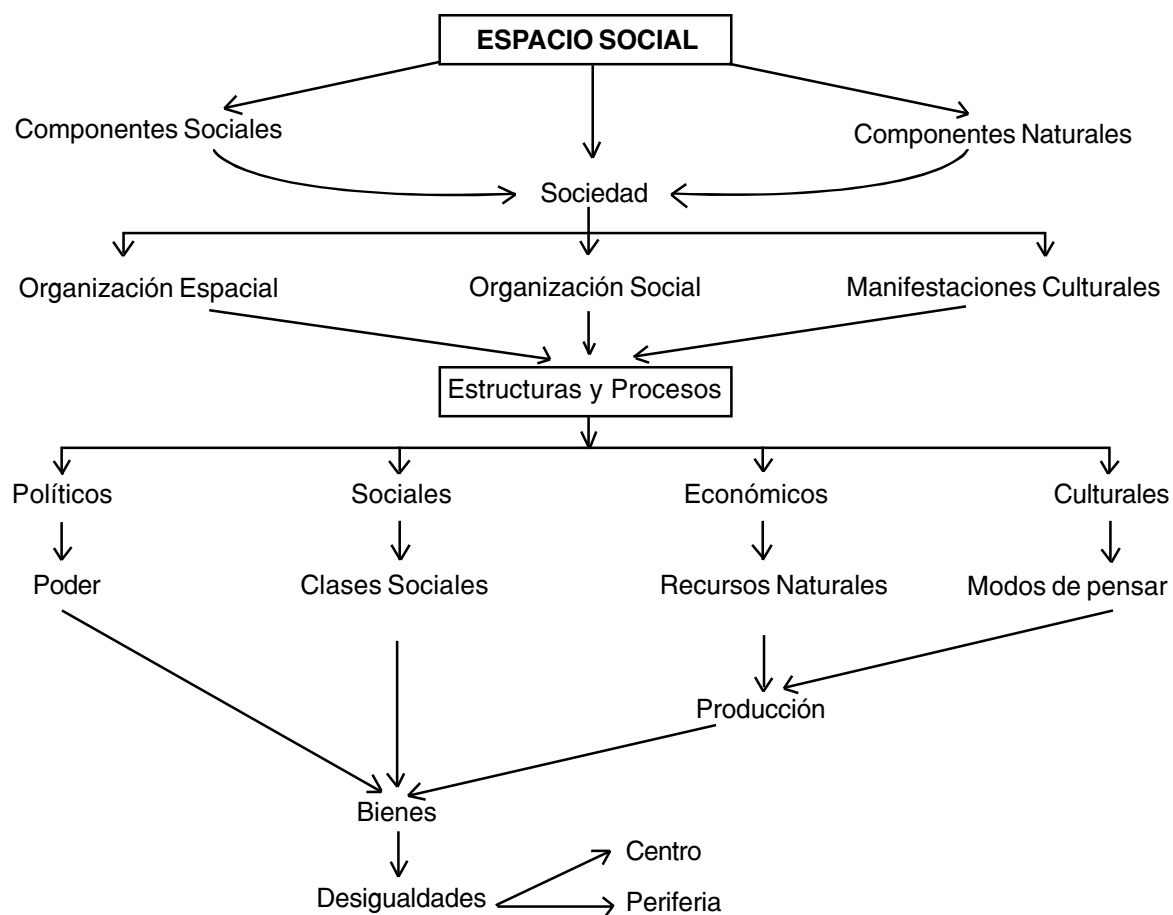 ESPACIO SOCIAL
Componentes Sociales
Componentes Naturales
Sociedad
Organización Espacial
Organización Social
Manifestaciones Culturales
Estructuras y Procesos
Políticos
Sociales
Económicos
Culturales
Poder
Clases Sociales
Recursos Naturales
Modos de pensar
Producción
Bienes
Centro
Desigualdades
Periferia